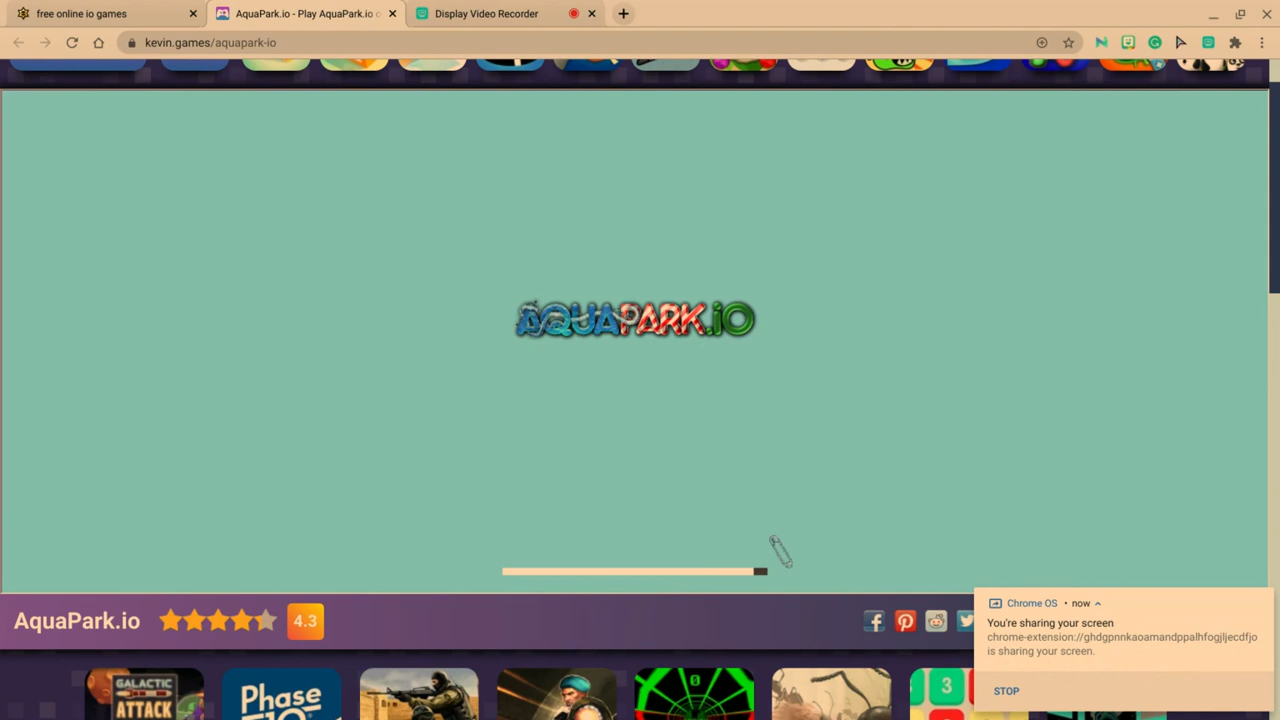 free online io games
AquaPark.io - Play AquaPark.io o
Display Video Recorder
kevin.games/aquapark-io
AQUAPARK.IO
AquaPark.io
4.3
Chrome OS • now
You're sharing your screen
chrome-extension://ghdgpnnkaoamandppalhfogjljecdfjo
is sharing your screen.
STOP
GALACTIC
ATTACK
Phase
0
3